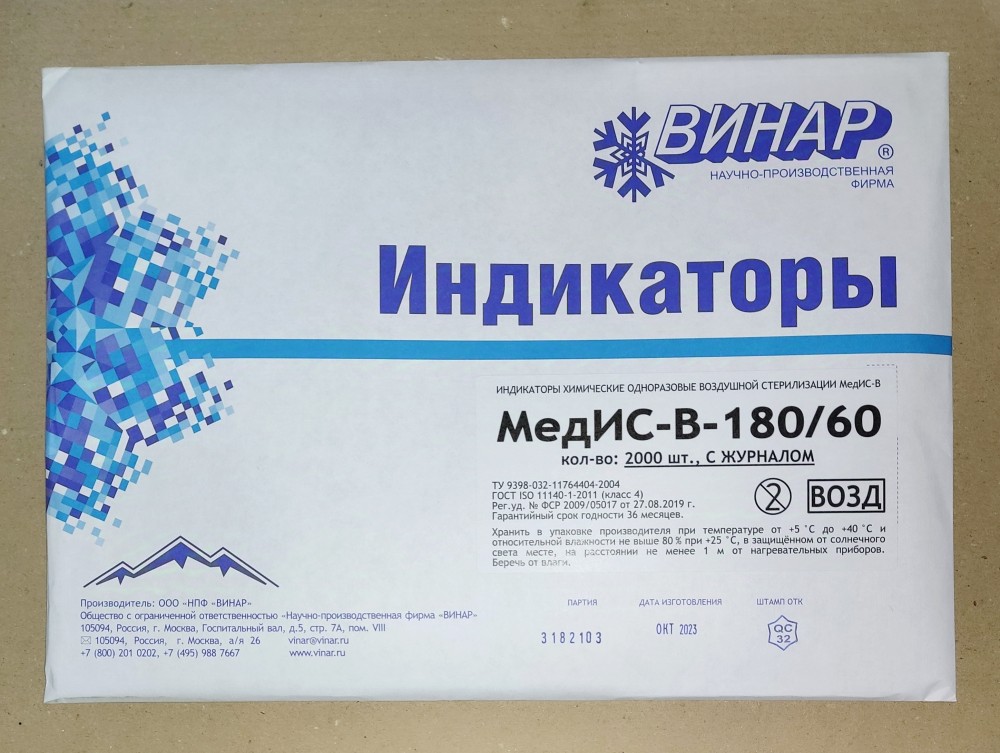 ВИНАР ®
НАУЧНО-ПРОИЗВОДСТВЕННАЯ
ФИРМА
Индикаторы
ИНДИКАТОРЫ ХИМИЧЕСКИЕ ОДНОРАЗОВЫЕ ВОЗДУШНОЙ СТЕРИЛИЗАЦИИ МедИС-В
МедИС-В-180/60
кол-во: 2000 шт., С ЖУРНАЛОМ
ТУ 9398-032-11764404-2004
ГОСТ ISO 11140-1-2011 (класс 4)
Рег.уд. № ФСР 2009/05017 от 27.08.2019 г.
Гарантийный срок годности 36 месяцев.
2 ВОЗД
Хранить в упаковке производителя при температуре от +5 °С до +40 °С и
относительной влажности не выше 80 % при +25 °С, в защищённом от солнечного
света месте, на расстоянии не менее 1 м от нагревательных приборов.
Беречь от влаги.
Производитель: ООО «НПФ «ВИНАР»
Общество с ограниченной ответственностью «Научно-производственная фирма «ВИНАР»
105094, Россия, г. Москва, Госпитальный вал, д.5, стр. 7А, пом. VIII
105094, Россия, г. Москва, а/я 26 vinar@vinar.ru
+7 (800) 201 0202, +7 (495) 988 7667 www.vinar.ru
ПАРТИЯ ДАТА ИЗГОТОВЛЕНИЯ ШТАМП ОТК
3182103 ОКТ 2023 QC
32